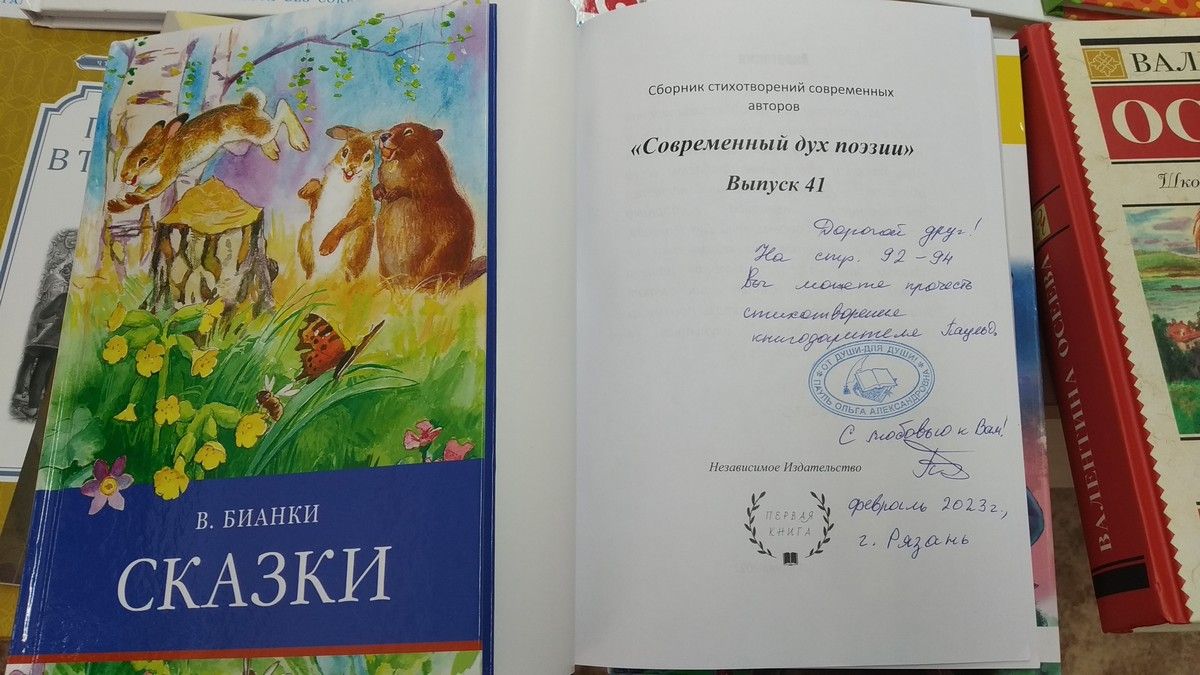 В. БИАНКИ
СКАЗКИ
Сборник стихотворений современных
авторов
«Современный дух поэзии»
Выпуск 41
Дорогой друг!
На стр. 92-94
Вы можете прочесть
стихотворение
книгодарителя
ОТ ДУШИ-ДЛЯ ДУШИ!
ПАУЛЬ ОЛЬГА АЛЕКСАНДРОВНА
С любовью к Вам!
Независимое Издательство
ПЕРВАЯ
КНИГА
февраль 2023г.,
г. Рязань
ВАЛЕНТИНА ОСЕЕВА
ВАЛ
ОС
Шко